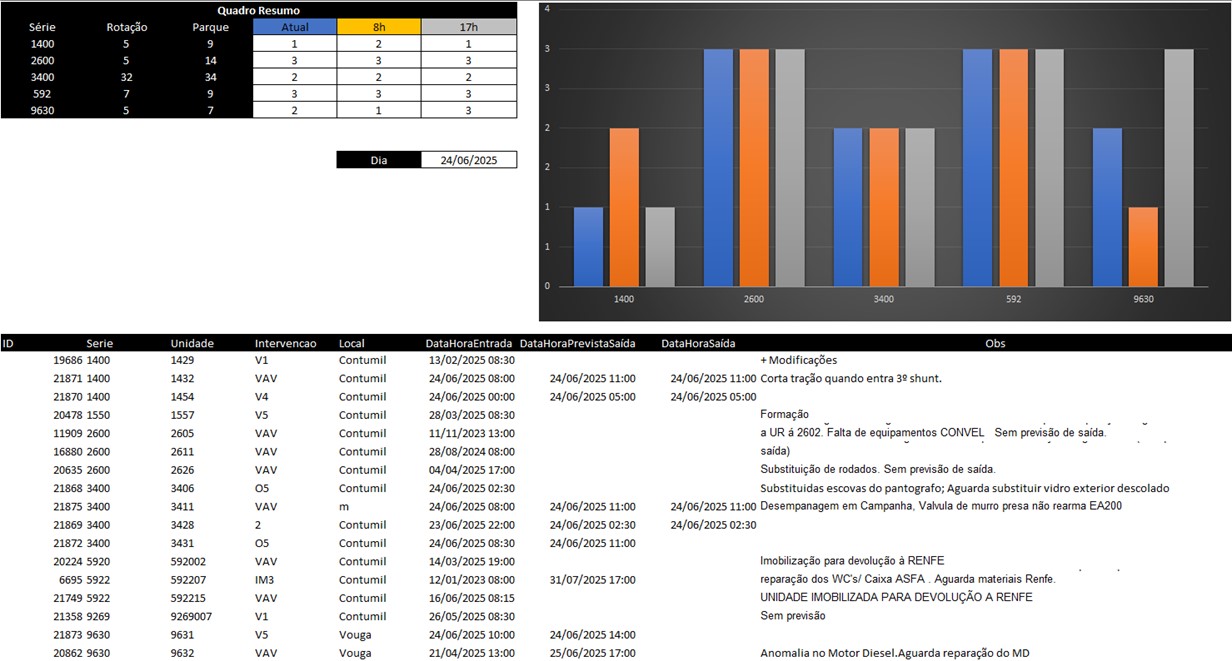 Quadro Resumo
Série Rotação Parque Atual 8h 17h
1400 5 9 1 2 1
2600 5 14 3 3 3
3400 32 34 2 2 2
592 7 9 3 3 3
9630 5 7 2 1 3
Dia 24/06/2025
4
3
3
2
2
1
1
0
1400 2600 3400 592 9630
ID Serie Unidade Intervencao Local DataHoraEntrada DataHoraPrevistaSaída DataHoraSaída Obs
19686 1400 1429 V1 Contumil 13/02/2025 08:30 + Modificações
21871 1400 1432 VAV Contumil 24/06/2025 08:00 24/06/2025 11:00 24/06/2025 11:00 Corta tração quando entra 3º shunt.
21870 1400 1454 V4 Contumil 24/06/2025 00:00 24/06/2025 05:00 24/06/2025 05:00
20478 1550 1557 V5 Contumil 28/03/2025 08:30 Formação
11909 2600 2605 VAV Contumil 11/11/2023 13:00 a UR á 2602. Falta de equipamentos CONVEL Sem previsão de saída.
16880 2600 2611 VAV Contumil 28/08/2024 08:00 saída)
20635 2600 2626 VAV Contumil 04/04/2025 17:00 Substituição de rodados. Sem previsão de saída.
21868 3400 3406 O5 Contumil 24/06/2025 02:30 Substituidas escovas do pantografo; Aguarda substituir vidro exterior descolado
21875 3400 3411 VAV m 24/06/2025 08:00 24/06/2025 11:00 24/06/2025 11:00 Desempanagem em Campanha, Valvula de murro presa não rearma EA200
21869 3400 3428 2 Contumil 23/06/2025 22:00 24/06/2025 02:30 24/06/2025 02:30
21872 3400 3431 O5 Contumil 24/06/2025 08:30 24/06/2025 11:00
20224 5920 592002 VAV Contumil 14/03/2025 19:00 Imobilização para devolução à RENFE
6695 5922 592207 IM3 Contumil 12/01/2023 08:00 31/07/2025 17:00 reparação dos WC's/ Caixa ASFA . Aguarda materiais Renfe.
21749 5922 592215 VAV Contumil 16/06/2025 08:15 UNIDADE IMOBILIZADA PARA DEVOLUÇÃO A RENFE
21358 9269 9269007 V1 Contumil 26/05/2025 08:30 Sem previsão
21873 9630 9631 V5 Vouga 24/06/2025 10:00 24/06/2025 14:00
20862 9630 9632 VAV Vouga 21/04/2025 13:00 25/06/2025 17:00 Anomalia no Motor Diesel.Aguarda reparação do MD